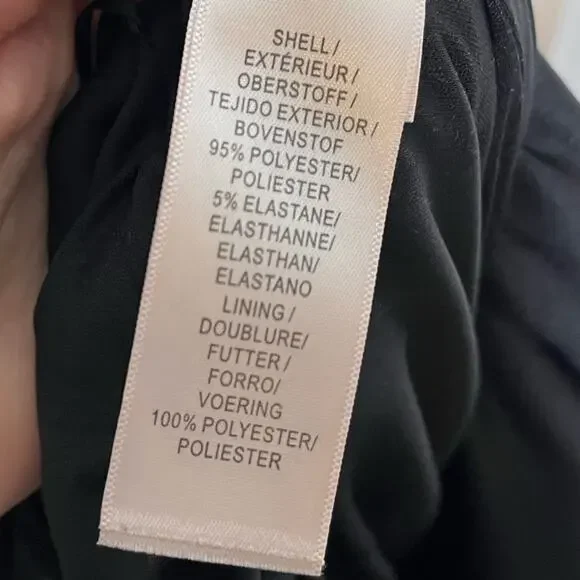 SHELL/
EXTÉRIEUR/
OBERSTOFF/
TEJIDO EXTERIOR/
BOVENSTOF
95% POLYESTER/
POLIESTER
5% ELASTANE/
ELASTHANNE/
ELASTHAN/
ELASTANO
LINING/
DOUBLURE/
FUTTER/
FORRO/
VOERING
100% POLYESTER/
POLIESTER